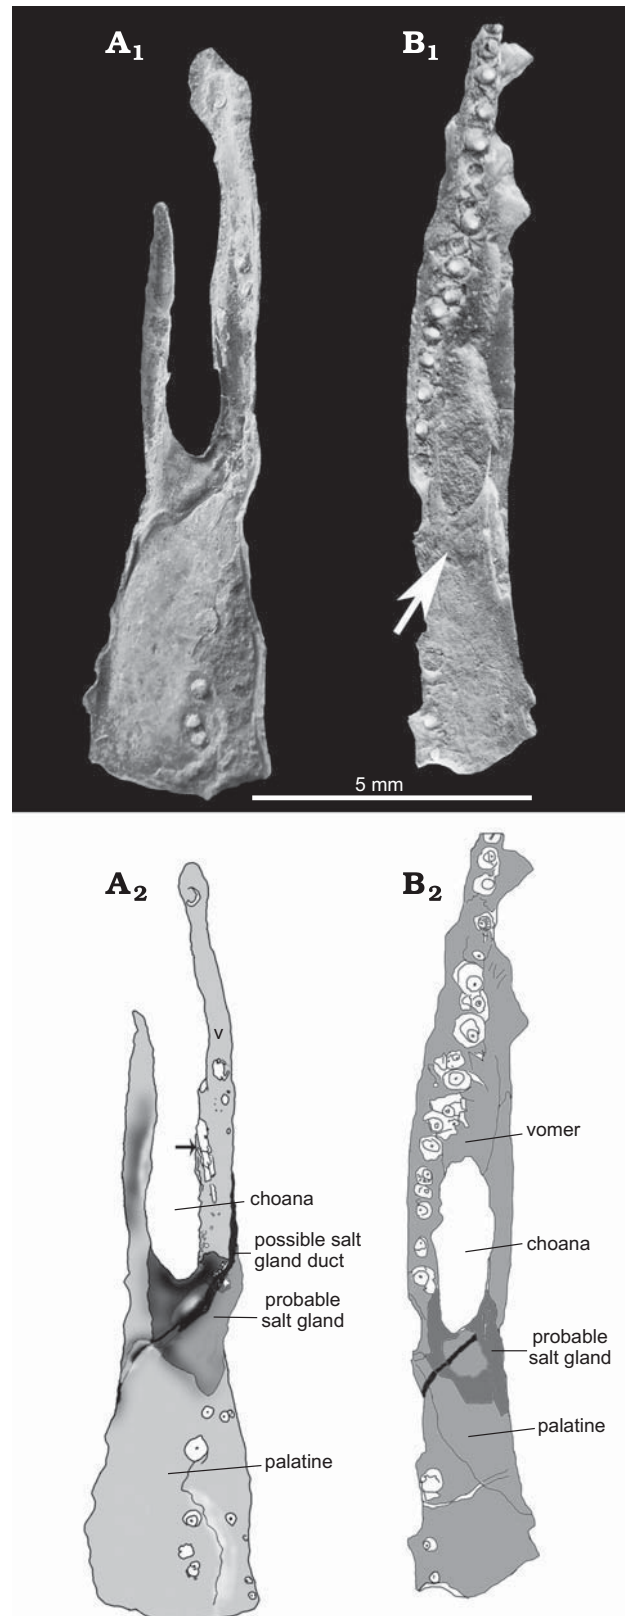 A1
B1
5 mm
A2
B2
v
vomer
choana
choana
possible salt
gland duct
probable
salt gland
probable
salt gland
palatine
palatine